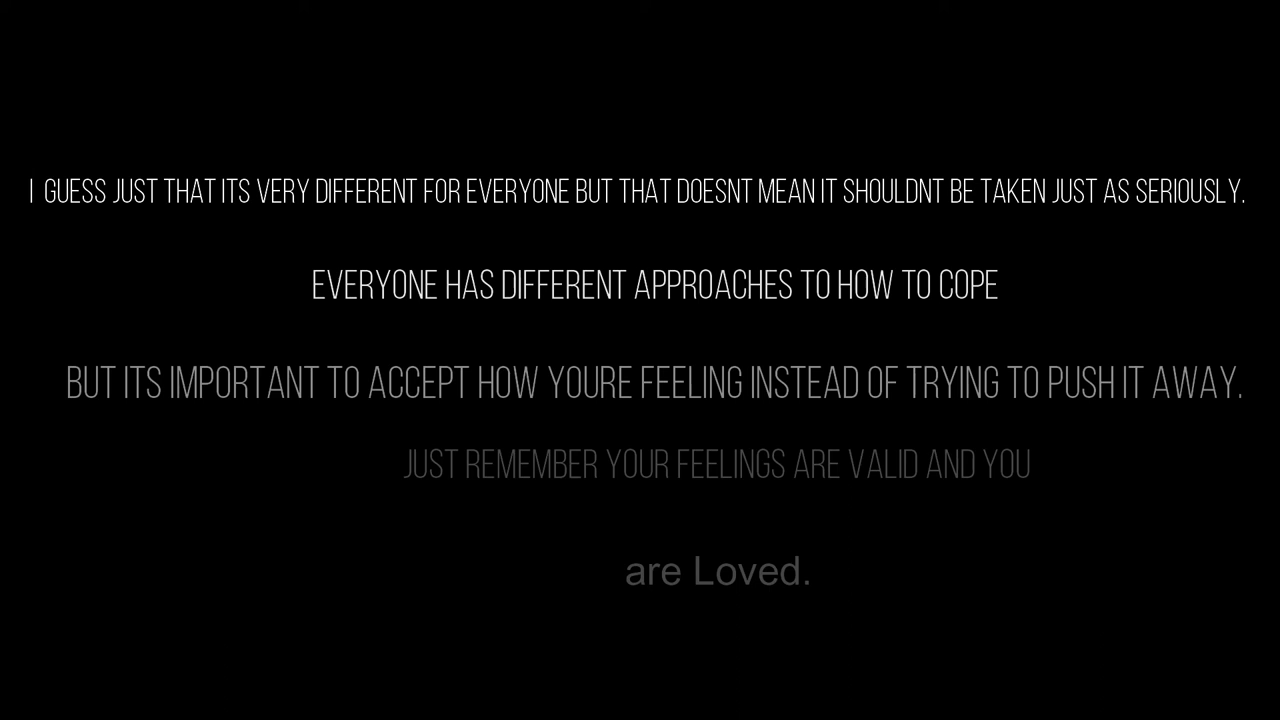 I GUESS JUST THAT ITS VERY DIFFERENT FOR EVERYONE BUT THAT DOESNT MEAN IT SHOULDNT BE TAKEN JUST AS SERIOUSLY.
EVERYONE HAS DIFFERENT APPROACHES TO HOW TO COPE
BUT ITS IMPORTANT TO ACCEPT HOW YOURE FEELING INSTEAD OF TRYING TO PUSH IT AWAY.
JUST REMEMBER YOUR FEELINGS ARE VALID AND YOU
are Loved.